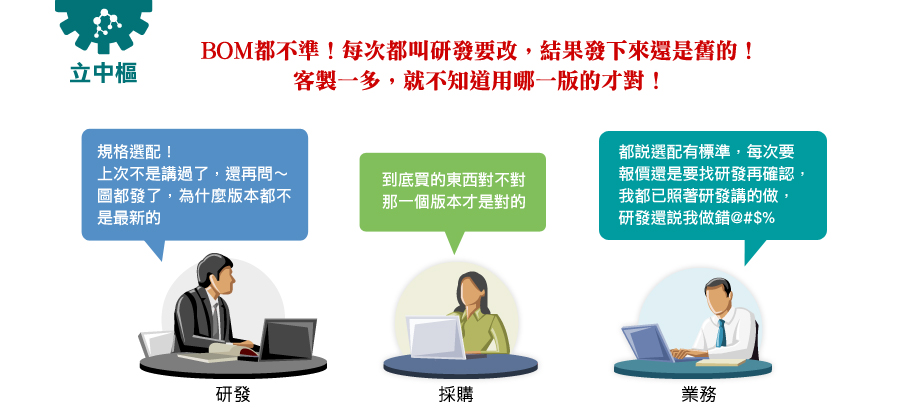 立中樞
BOM都不準！每次都叫研發要改，結果發下來還是舊的！
客製一多，就不知道用哪一版的才對！
規格選配！
上次不是講過了，還再問～
圖都發了，為什麼版本都不
是最新的
到底買的東西對不對
那一個版本才是對的
都説選配有標準，每次要
報價還是要找研發再確認，
我都已照著研發講的做，
研發還説我做錯@#$%
研發
採購
業務